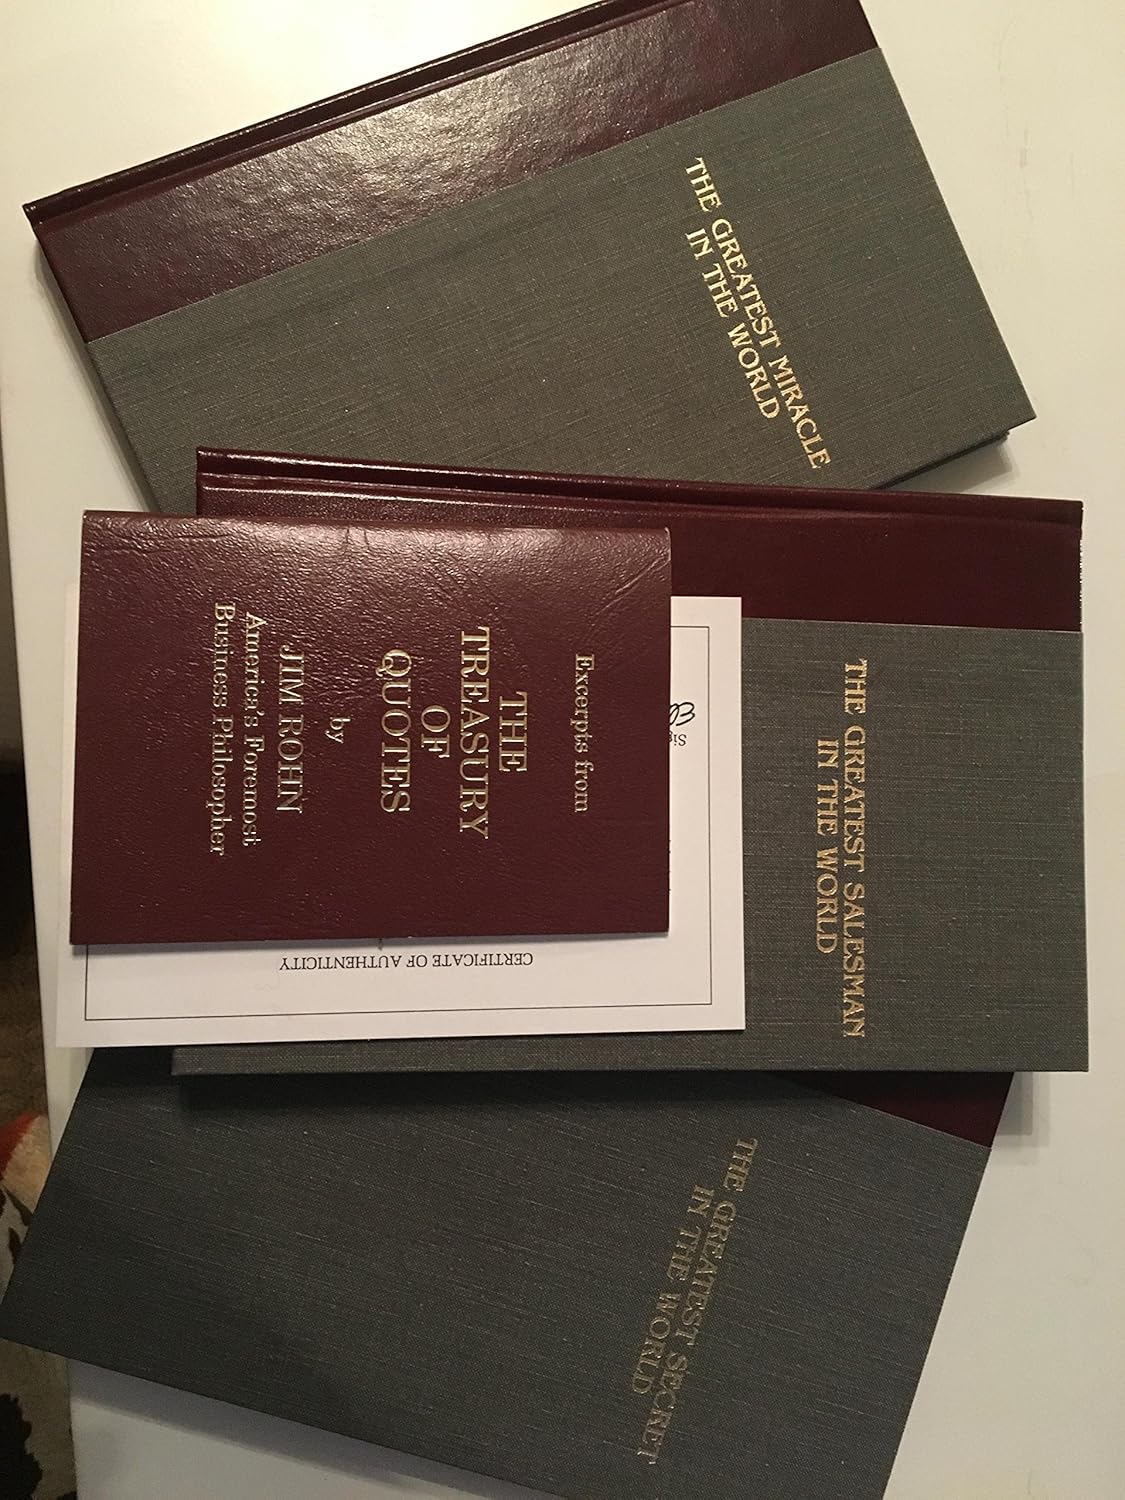 THE GREATEST MIRACLE
IN THE WORLD
THE GREATEST SALESMAN
IN THE WORLD
Excerpts from
THE
TREASURY
OF
QUOTES
by
JIM ROHN
America's Foremost
Business Philosopher
CERTIFICATE OF AUTHENTICITY
THE GREATEST SECRET
IN THE WORLD